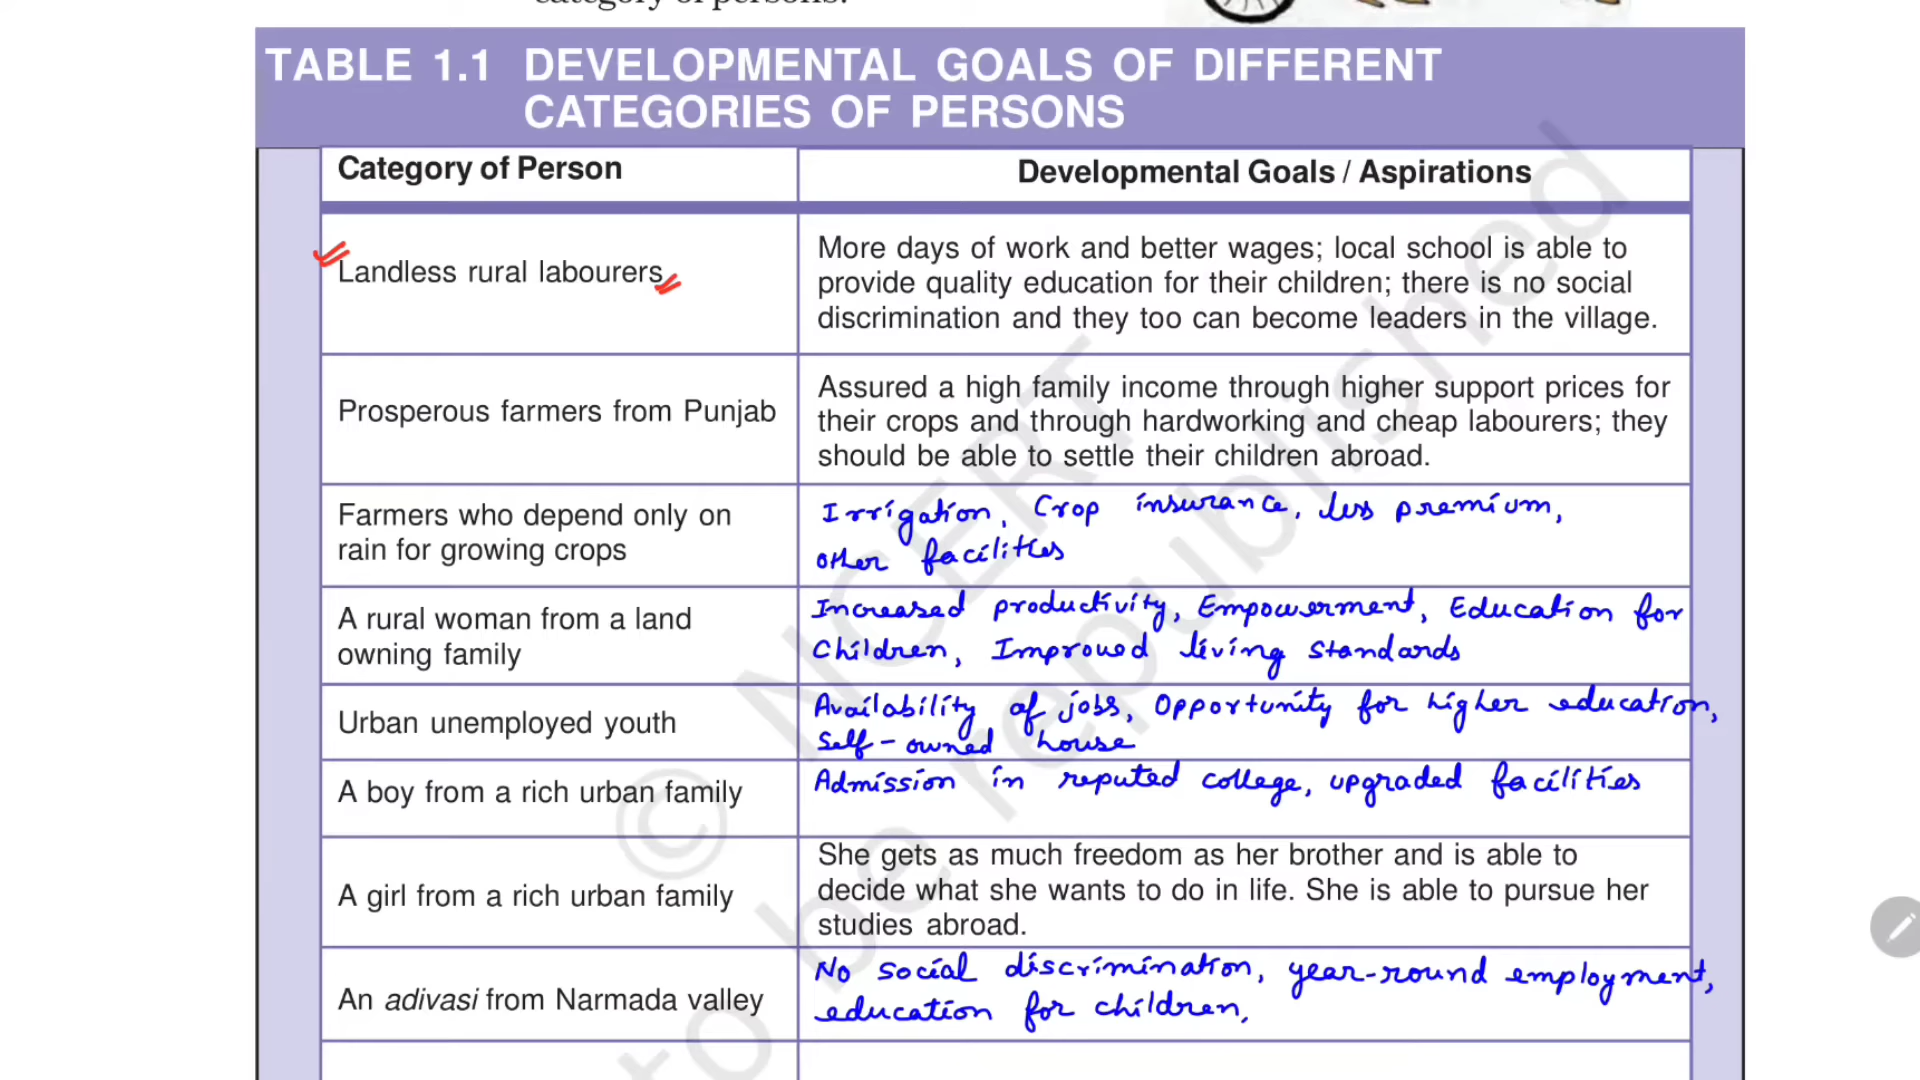 category of persons.
TABLE 1.1 DEVELOPMENTAL GOALS OF DIFFERENT
CATEGORIES OF PERSONS
Category of Person
Developmental Goals / Aspirations
Landless rural labourers
More days of work and better wages; local school is able to
provide quality education for their children; there is no social
discrimination and they too can become leaders in the village.
Prosperous farmers from Punjab
Assured a high family income through higher support prices for
their crops and through hardworking and cheap labourers; they
should be able to settle their children abroad.
Farmers who depend only on
rain for growing crops
Irrigation, Crop insurance, less premium,
other facilities
A rural woman from a land
owning family
Increased productivity, Empowerment, Education for
Children, Improved living standards
Urban unemployed youth
Availability of jobs, Opportunity for higher education,
Self-owned house
A boy from a rich urban family
Admission in reputed college, upgraded facilities
A girl from a rich urban family
She gets as much freedom as her brother and is able to
decide what she wants to do in life. She is able to pursue her
studies abroad.
An adivasi from Narmada valley
No social discrimination, year-round employment,
education for children,
© NCERT
to be republished